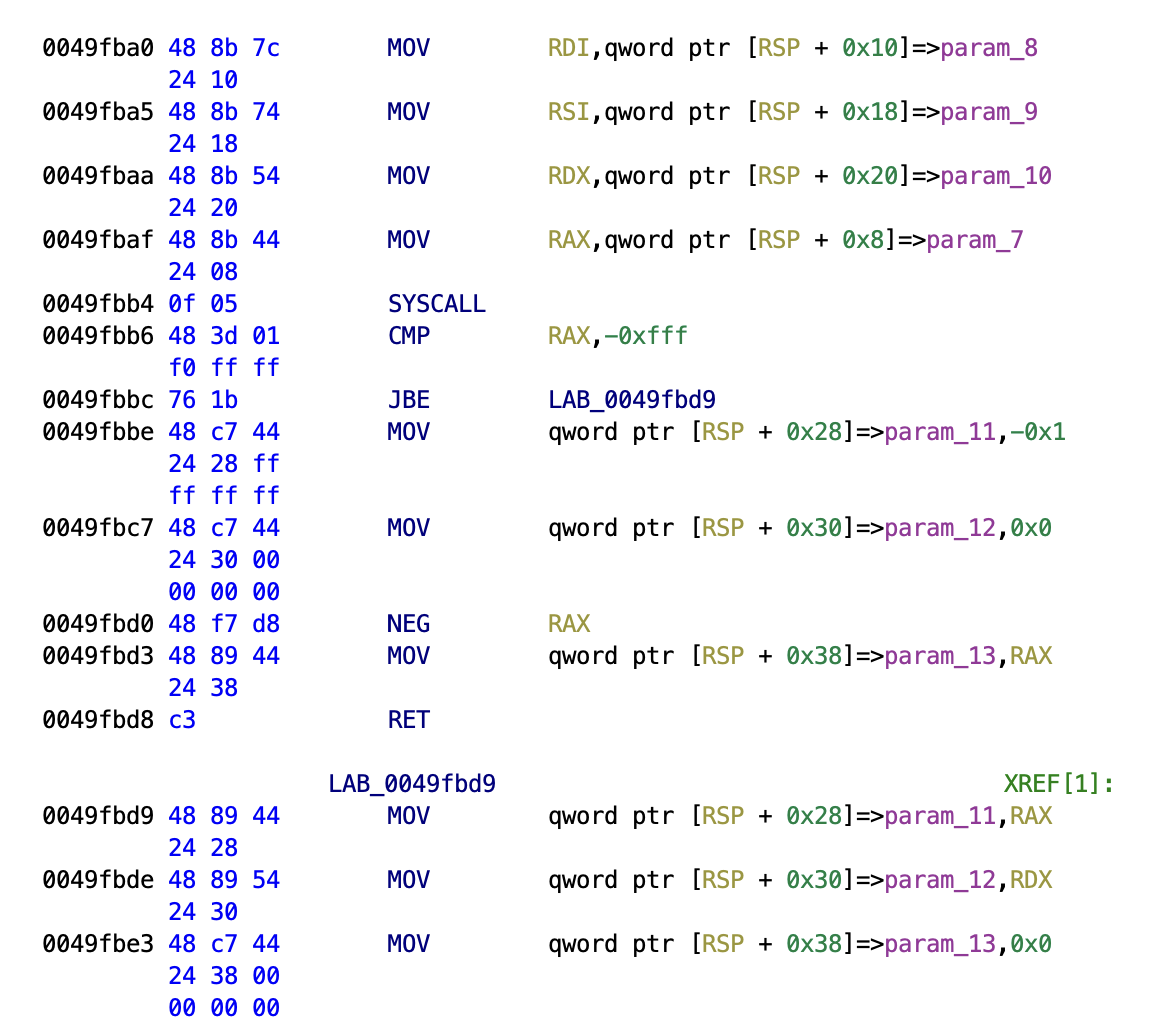 0049fba0 48 8b 7c MOV RDI,qword ptr [RSP + 0x10]=>param_8
24 10
0049fba5 48 8b 74 MOV RSI,qword ptr [RSP + 0x18]=>param_9
24 18
0049fbaa 48 8b 54 MOV RDX,qword ptr [RSP + 0x20]=>param_10
24 20
0049fbaf 48 8b 44 MOV RAX,qword ptr [RSP + 0x8]=>param_7
24 08
0049fbb4 0f 05 SYSCALL
0049fbb6 48 3d 01 CMP RAX,-0xfff
f0 ff ff
0049fbbc 76 1b JBE LAB_0049fbd9
0049fbbe 48 c7 44 MOV qword ptr [RSP + 0x28]=>param_11,-0x1
24 28 ff
ff ff ff
0049fbc7 48 c7 44 MOV qword ptr [RSP + 0x30]=>param_12,0x0
24 30 00
00 00 00
0049fbd0 48 f7 d8 NEG RAX
0049fbd3 48 89 44 MOV qword ptr [RSP + 0x38]=>param_13,RAX
24 38
0049fbd8 c3 RET
LAB_0049fbd9 XREF[1]:
0049fbd9 48 89 44 MOV qword ptr [RSP + 0x28]=>param_11,RAX
24 28
0049fbde 48 89 54 MOV qword ptr [RSP + 0x30]=>param_12,RDX
24 30
0049fbe3 48 c7 44 MOV qword ptr [RSP + 0x38]=>param_13,0x0
24 38 00
00 00 00